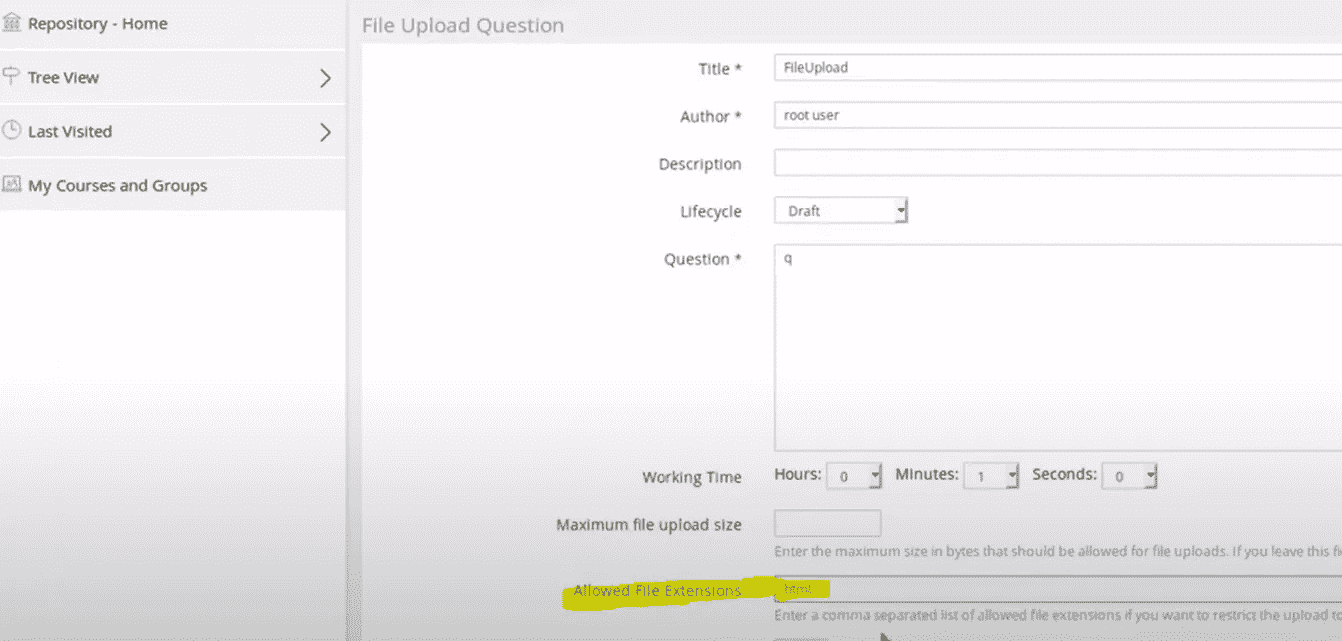 Repository - Home
Tree View
Last Visited
My Courses and Groups
File Upload Question
Title * FileUpload
Author * root user
Description
Lifecycle Draft
Question * q
Working Time Hours: 0 Minutes: 1 Seconds: 0
Maximum file upload size
Enter the maximum size in bytes that should be allowed for file uploads. If you leave this
Allowed File Extensions html
Enter a comma separated list of allowed file extensions if you want to restrict the upload